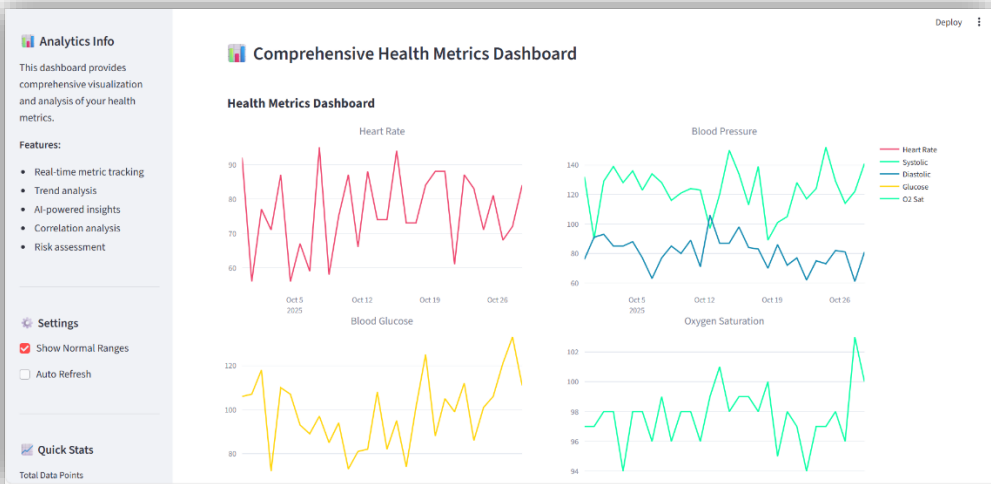 Deploy
Analytics Info
This dashboard provides
comprehensive visualization
and analysis of your health
metrics.
Features:
Real-time metric tracking
Trend analysis
AI-powered insights
Correlation analysis
Risk assessment
Settings
Show Normal Ranges
Auto Refresh
Quick Stats
Total Data Points
Comprehensive Health Metrics Dashboard
Health Metrics Dashboard
Heart Rate
90
80
70
60
Oct 5 Oct 12 Oct 19 Oct 26
2025
Blood Pressure
140
120
100
80
60
Oct 5 Oct 12 Oct 19 Oct 26
2025
Heart Rate
Systolic
Diastolic
Glucose
O2 Sat
Blood Glucose
120
100
80
Oxygen Saturation
102
100
98
96
94